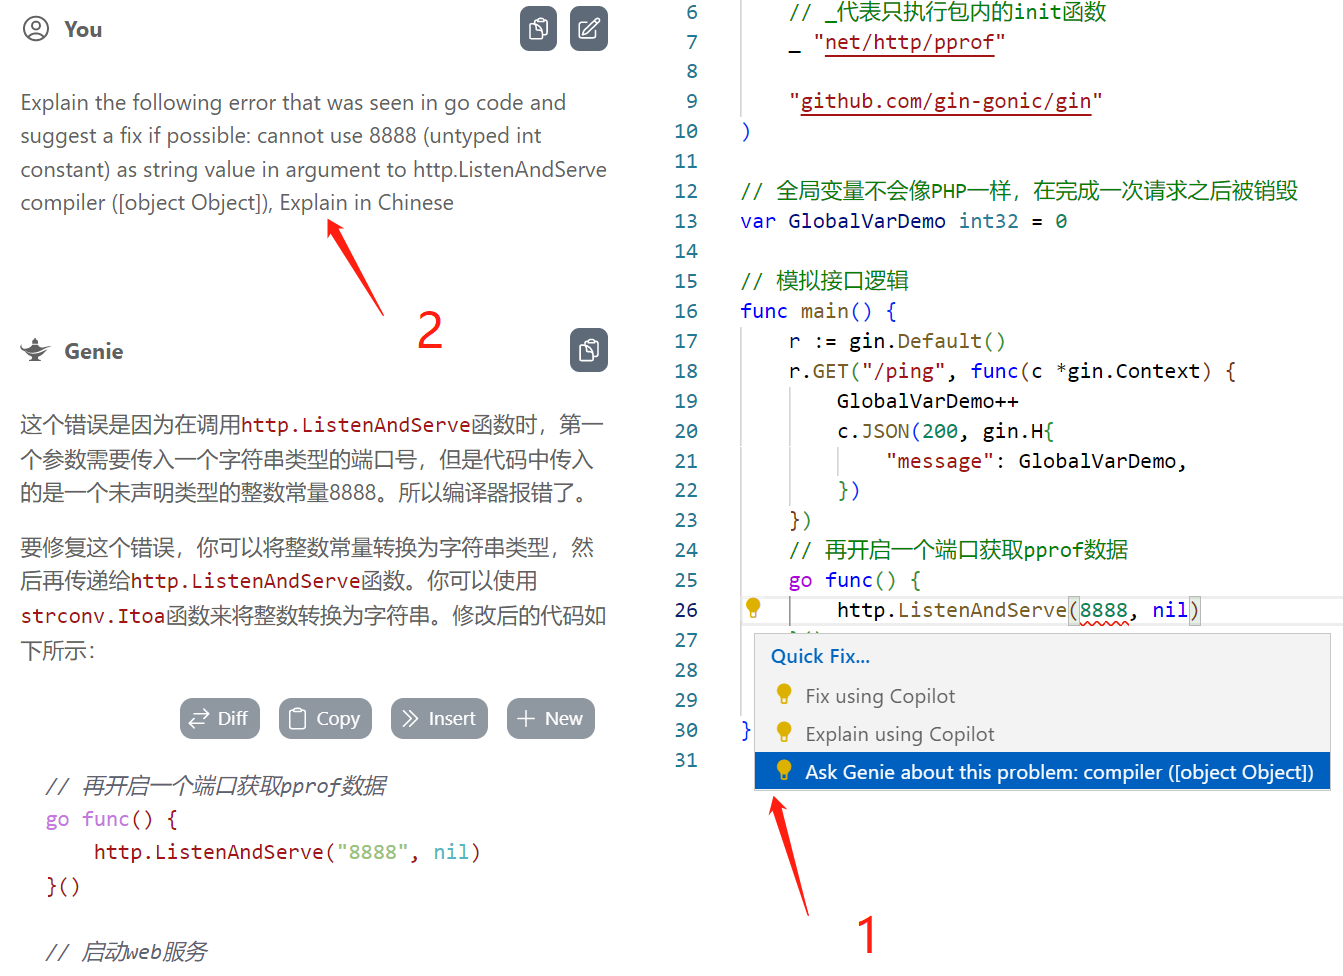 You
Explain the following error that was seen in go code and
suggest a fix if possible: cannot use 8888 (untyped int
constant) as string value in argument to http.ListenAndServe
compiler ([object Object]), Explain in Chinese
2
Genie
这个错误是因为在调用http.ListenAndServe函数时，第一
个参数需要传入一个字符串类型的端口号，但是代码中传入
的是一个未声明类型的整数常量8888。所以编译器报错了。
要修复这个错误，你可以将整数常量转换为字符串类型，然
后再传递给http.ListenAndServe函数。你可以使用
strconv.Itoa函数来将整数转换为字符串。修改后的代码如
下所示：
Diff
Copy
Insert
New
// 再开启一个端口获取pprof数据
go func() {
http.ListenAndServe("8888", nil)
}()
// 启动web服务
6 // _代表只执行包内的init函数
7 _ "net/http/pprof"
8
9 "github.com/gin-gonic/gin"
10 )
11
12 // 全局变量不会像PHP一样，在完成一次请求之后被销毁
13 var GlobalVarDemo int32 = 0
14
15 // 模拟接口逻辑
16 func main() {
17 r := gin.Default()
18 r.GET("/ping", func(c *gin.Context) {
19 GlobalVarDemo++
20 c.JSON(200, gin.H{
21 "message": GlobalVarDemo,
22 })
23 })
24 // 再开启一个端口获取pprof数据
25 go func() {
26 http.ListenAndServe(8888, nil)
27
28
29
30 }
31
Quick Fix...
Fix using Copilot
Explain using Copilot
Ask Genie about this problem: compiler ([object Object])
1